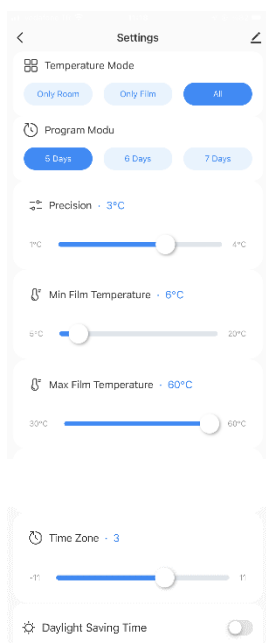 Settings
Temperature Mode
Only Room Only Film All
Program Modu
5 Days 6 Days 7 Days
Precision · 3°C
1°C 4°C
Min Film Temperature · 6°C
6°C 20°C
Max Film Temperature · 60°C
30°C 60°C
Time Zone · 3
-11 11
Daylight Saving Time